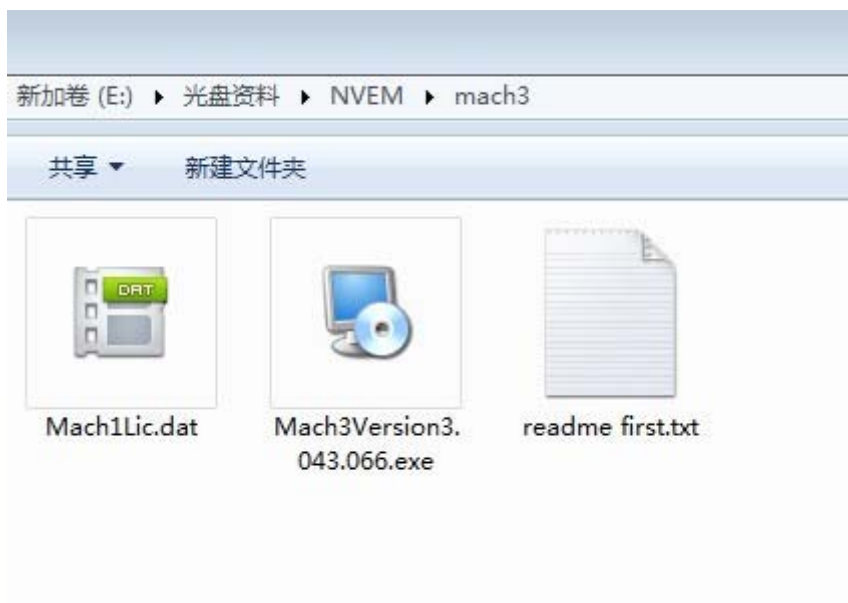 新加卷 (E:) ▶ 光盘资料 ▶ NVEM ▶ mach3
共享 ▼ 新建文件夹
DAT
Mach1Lic.dat
Mach3Version3.
043.066.exe
readme first.txt